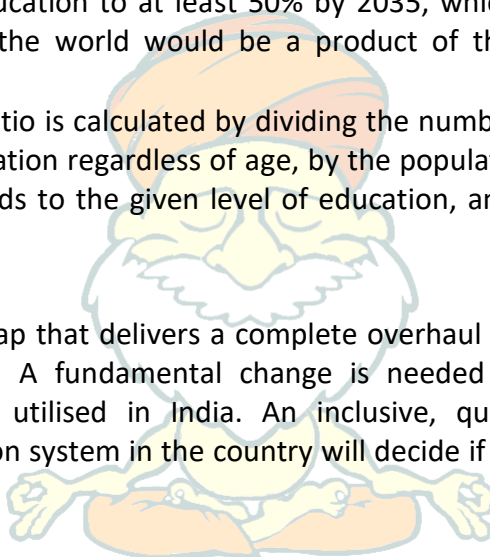 ucation to at least 50% by 2035, whic
the world would be a product of th
tio is calculated by dividing the numb
ation regardless of age, by the populat
ds to the given level of education, an
ap that delivers a complete overhaul
A fundamental change is needed
utilised in India. An inclusive, qu
on system in the country will decide if